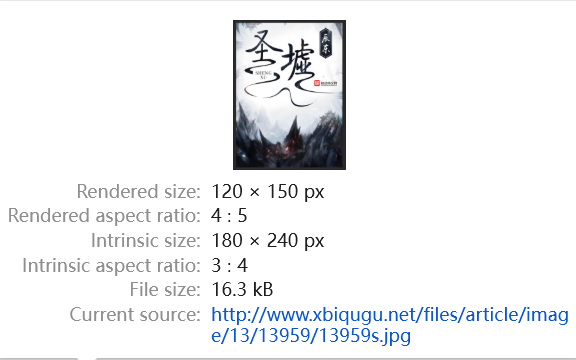 圣墟
辰东
SHENG
XU
Rendered size: 120 × 150 px
Rendered aspect ratio: 4 : 5
Intrinsic size: 180 × 240 px
Intrinsic aspect ratio: 3 : 4
File size: 16.3 kB
Current source: http://www.xbiqugu.net/files/article/imag
e/13/13959/13959s.jpg